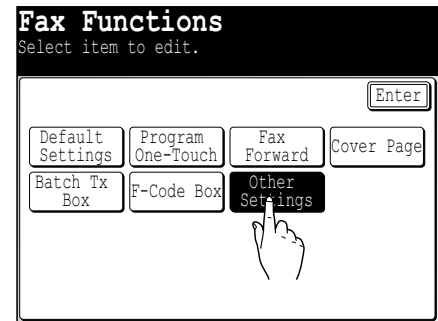 Fax Functions
Select item to edit.
Enter
Default Settings
Program One-Touch
Fax Forward
Cover Page
Batch Tx Box
F-Code Box
Other Settings